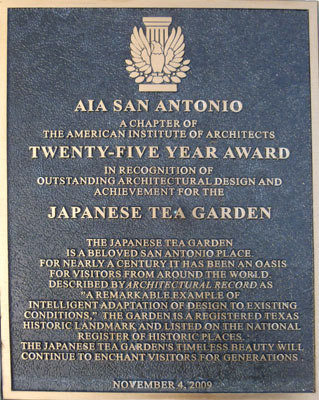 AIA SAN ANTONIO
A CHAPTER OF
THE AMERICAN INSTITUTE OF ARCHITECTS
TWENTY-FIVE YEAR AWARD
IN RECOGNITION OF
OUTSTANDING ARCHITECTURAL DESIGN AND
ACHIEVEMENT FOR THE
JAPANESE TEA GARDEN
THE JAPANESE TEA GARDEN
IS A BELOVED SAN ANTONIO PLACE.
FOR NEARLY A CENTURY IT HAS BEEN AN OASIS
FOR VISITORS FROM AROUND THE WORLD.
DESCRIBED BY ARCHITECTURAL RECORD AS
"A REMARKABLE EXAMPLE OF
INTELLIGENT ADAPTATION OF DESIGN TO EXISTING
CONDITIONS," THE GARDEN IS A REGISTERED TEXAS
HISTORIC LANDMARK AND LISTED ON THE NATIONAL
REGISTER OF HISTORIC PLACES.
THE JAPANESE TEA GARDEN'S TIMELESS BEAUTY WILL
CONTINUE TO ENCHANT VISITORS FOR GENERATIONS.
NOVEMBER 4, 2009